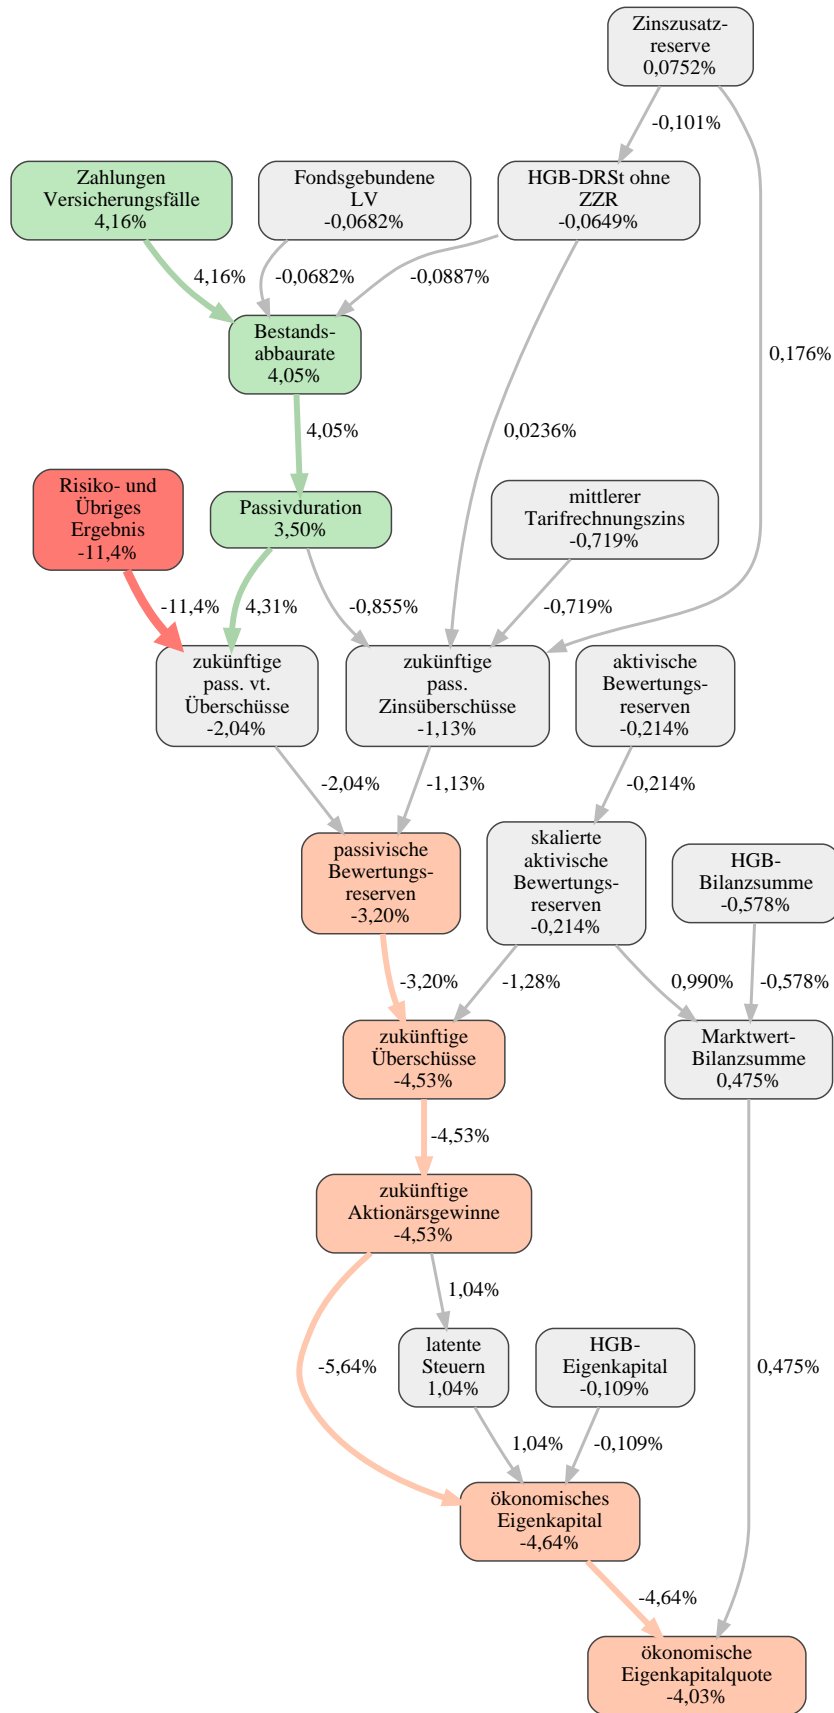 Zinszusatz-
reserve
0,0752%
-0,101%
Zahlungen
Versicherungsfälle
4,16%
Fondsgebundene
LV
-0,0682%
HGB-DRSt ohne
ZZR
-0,0649%
4,16%
-0,0682%
-0,0887%
Bestands-
abbaurate
4,05%
0,176%
4,05%
0,0236%
Risiko- und
Übriges
Ergebnis
-11,4%
Passivduration
3,50%
mittlerer
Tarifrechnungszins
-0,719%
-11,4%
4,31%
-0,855%
-0,719%
zukünftige
pass. vt.
Überschüsse
-2,04%
zukünftige
pass.
Zinsüberschüsse
-1,13%
aktivische
Bewertungs-
reserven
-0,214%
-2,04%
-1,13%
-0,214%
passivische
Bewertungs-
reserven
-3,20%
skalierte
aktivische
Bewertungs-
reserven
-0,214%
HGB-
Bilanzsumme
-0,578%
-3,20%
-1,28%
0,990%
-0,578%
zukünftige
Überschüsse
-4,53%
Marktwert-
Bilanzsumme
0,475%
-4,53%
zukünftige
Aktionärsgewinne
-4,53%
1,04%
-5,64%
latente
Steuern
1,04%
HGB-
Eigenkapital
-0,109%
0,475%
1,04%
-0,109%
ökonomisches
Eigenkapital
-4,64%
-4,64%
ökonomische
Eigenkapitalquote
-4,03%